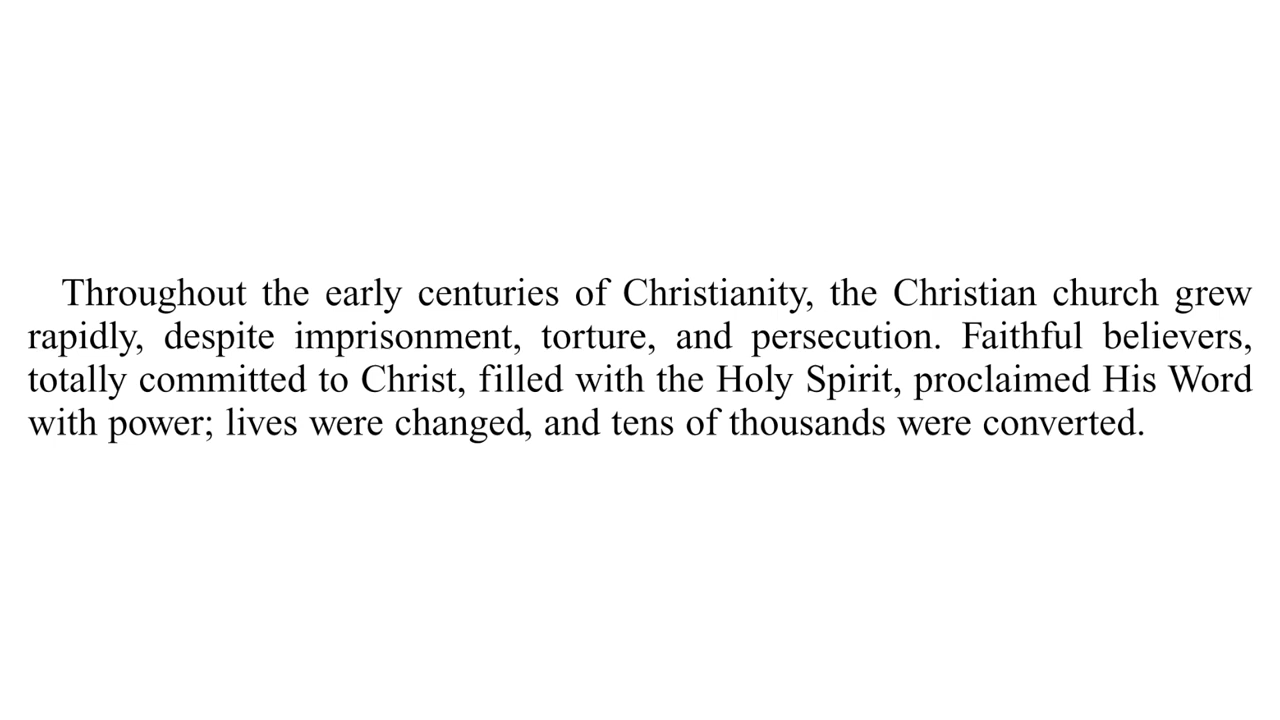 Throughout the early centuries of Christianity, the Christian church grew
rapidly, despite imprisonment, torture, and persecution. Faithful believers,
totally committed to Christ, filled with the Holy Spirit, proclaimed His Word
with power; lives were changed, and tens of thousands were converted.